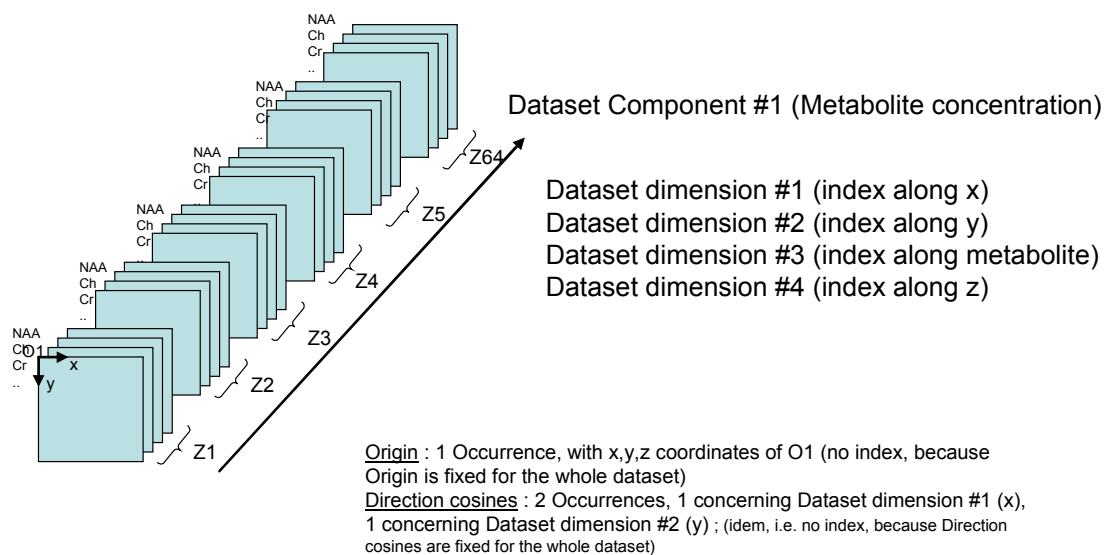 NAA
Ch
Cr
..
NAA
Ch
Cr
..
NAA
Ch
Cr
..
NAA
Ch
Cr
..
NAA
Ch
Cr
..
NAA
Ch
Cr
..
O1
x
y
Z1
Z2
Z3
Z4
Z5
Z64
Dataset Component #1 (Metabolite concentration)
Dataset dimension #1 (index along x)
Dataset dimension #2 (index along y)
Dataset dimension #3 (index along metabolite)
Dataset dimension #4 (index along z)
Origin : 1 Occurrence, with x,y,z coordinates of O1 (no index, because
Origin is fixed for the whole dataset)
Direction cosines : 2 Occurrences, 1 concerning Dataset dimension #1 (x),
1 concerning Dataset dimension #2 (y) ; (idem, i.e. no index, because Direction
cosines are fixed for the whole dataset)